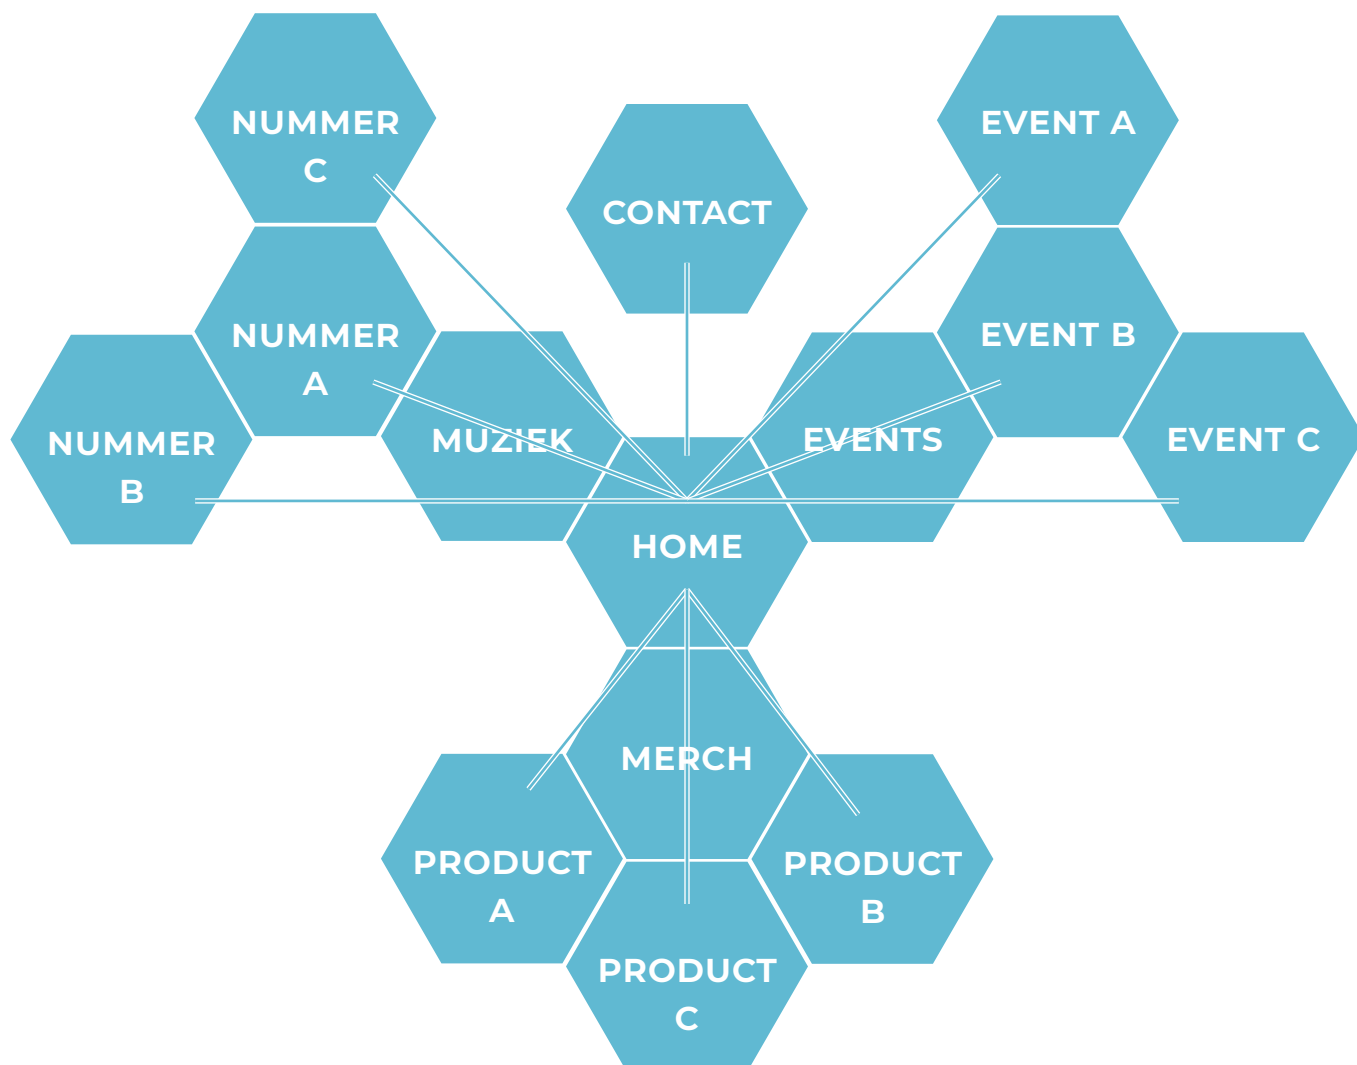 NUMMER
C
EVENT A
CONTACT
NUMMER
A
EVENT B
NUMMER
B
MUZIEK
EVENTS
EVENT C
HOME
MERCH
PRODUCT
A
PRODUCT
B
PRODUCT
C